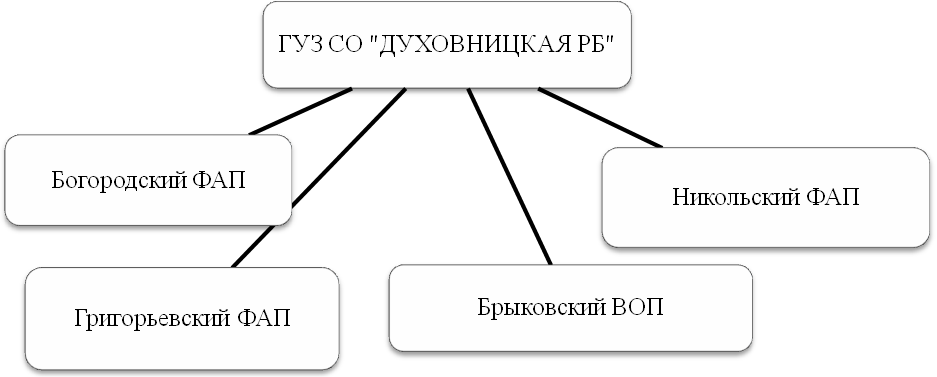 ГУЗ СО "ДУХОВНИЦКАЯ РБ"
Богородский ФАП
Никольский ФАП
Григорьевский ФАП
Брыковский ВОП